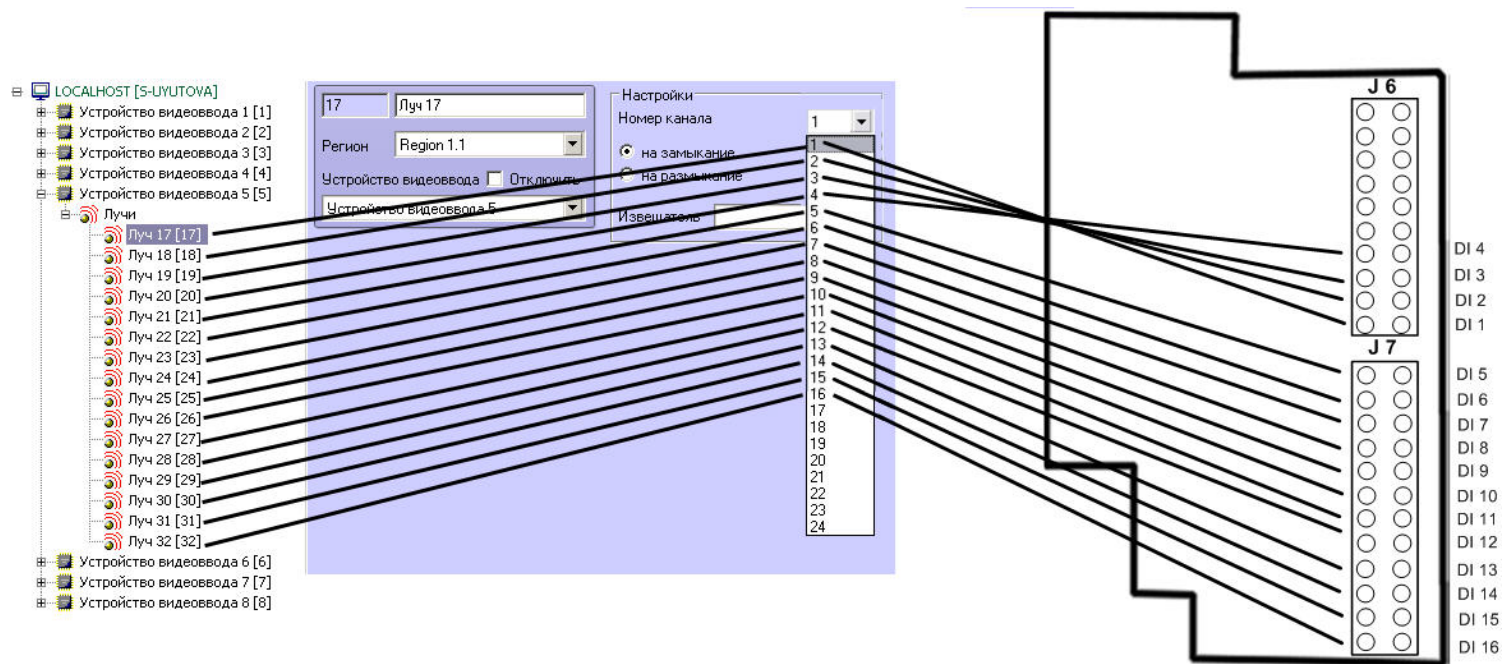 LOCALHOST [S-UYUTOVA]
Устройство видеоввода 1 [1]
Устройство видеоввода 2 [2]
Устройство видеоввода 3 [3]
Устройство видеоввода 4 [4]
Устройство видеоввода 5 [5]
Лучи
Луч 17 [17]
Луч 18 [18]
Луч 19 [19]
Луч 20 [20]
Луч 21 [21]
Луч 22 [22]
Луч 23 [23]
Луч 24 [24]
Луч 25 [25]
Луч 26 [26]
Луч 27 [27]
Луч 28 [28]
Луч 29 [29]
Луч 30 [30]
Луч 31 [31]
Луч 32 [32]
Устройство видеоввода 6 [6]
Устройство видеоввода 7 [7]
Устройство видеоввода 8 [8]
17 Луч 17
Регион Region 1.1
Устройство видеоввода Отключить
Устройство видеоввода 5
Настройки
Номер канала 1
на замыкание
на размыкание
Извещатель
1
2
3
4
5
6
7
8
9
10
11
12
13
14
15
16
17
18
19
20
21
22
23
24
J 6
DI 4
DI 3
DI 2
DI 1
J 7
DI 5
DI 6
DI 7
DI 8
DI 9
DI 10
DI 11
DI 12
DI 13
DI 14
DI 15
DI 16